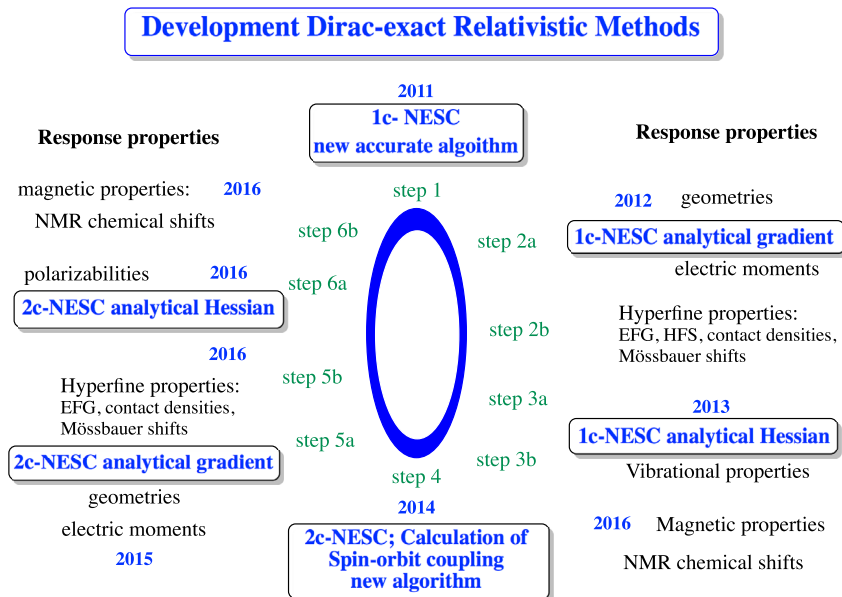 Development Dirac-exact Relativistic Methods
2011
1c- NESC
new accurate algoithm
Response properties
magnetic properties: 2016
NMR chemical shifts
polarizabilities 2016
2c-NESC analytical Hessian
2016
Hyperfine properties:
EFG, contact densities,
Mössbauer shifts
2c-NESC analytical gradient
geometries
electric moments
2015
step 1
step 6b
step 2a
step 6a
step 2b
step 5b
step 3a
step 5a
step 3b
step 4
2014
2c-NESC; Calculation of
Spin-orbit coupling
new algorithm
Response properties
2012 geometries
1c-NESC analytical gradient
electric moments
Hyperfine properties:
EFG, HFS, contact densities,
Mössbauer shifts
2013
1c-NESC analytical Hessian
Vibrational properties
2016 Magnetic properties
NMR chemical shifts